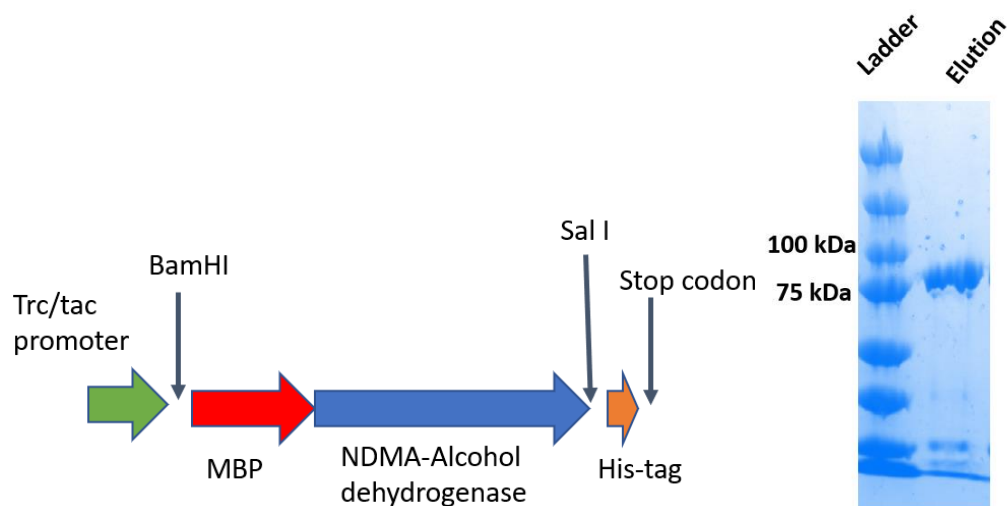 Ladder
Elution
Sal I
100 kDa
BamHI
Stop codon
75 kDa
Trc/tac
promoter
MBP
NDMA-Alcohol
dehydrogenase
His-tag